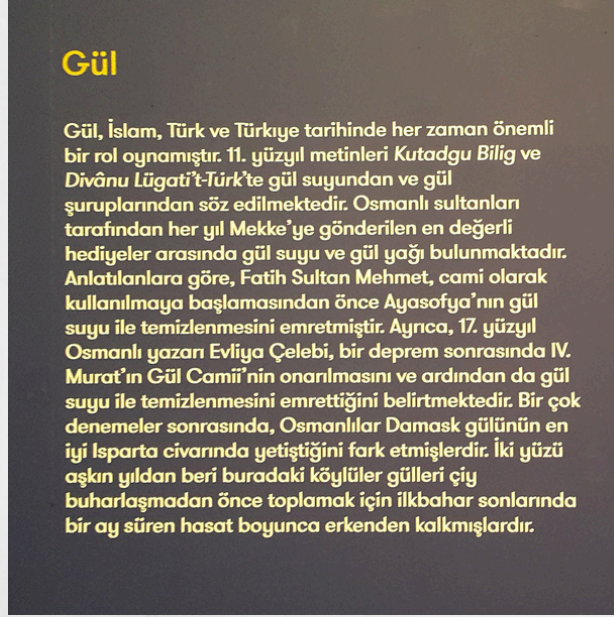 Gül
Gül, İslam, Türk ve Türkiye tarihinde her zaman önemli
bir rol oynamıştır. 11. yüzyıl metinleri Kutadgu Bilig ve
Divânu Lügati't-Türk'te gül suyundan ve gül
şuruplarından söz edilmektedir. Osmanlı sultanları
tarafından her yıl Mekke'ye gönderilen en değerli
hediyeler arasında gül suyu ve gül yağı bulunmaktadır.
Anlatılanlara göre, Fatih Sultan Mehmet, cami olarak
kullanılmaya başlamasından önce Ayasofya'nın gül
suyu ile temizlenmesini emretmiştir. Ayrıca, 17. yüzyıl
Osmanlı yazarı Evliya Çelebi, bir deprem sonrasında IV.
Murat'ın Gül Camii'nin onarılmasını ve ardından da gül
suyu ile temizlenmesini emrettiğini belirtmektedir. Bir çok
denemeler sonrasında, Osmanlılar Damask gülünün en
iyi Isparta civarında yetiştiğini fark etmişlerdir. İki yüzü
aşkın yıldan beri buradaki köylüler gülleri çiy
buharlaşmadan önce toplamak için ilkbahar sonlarında
bir ay süren hasat boyunca erkenden kalkmışlardır.